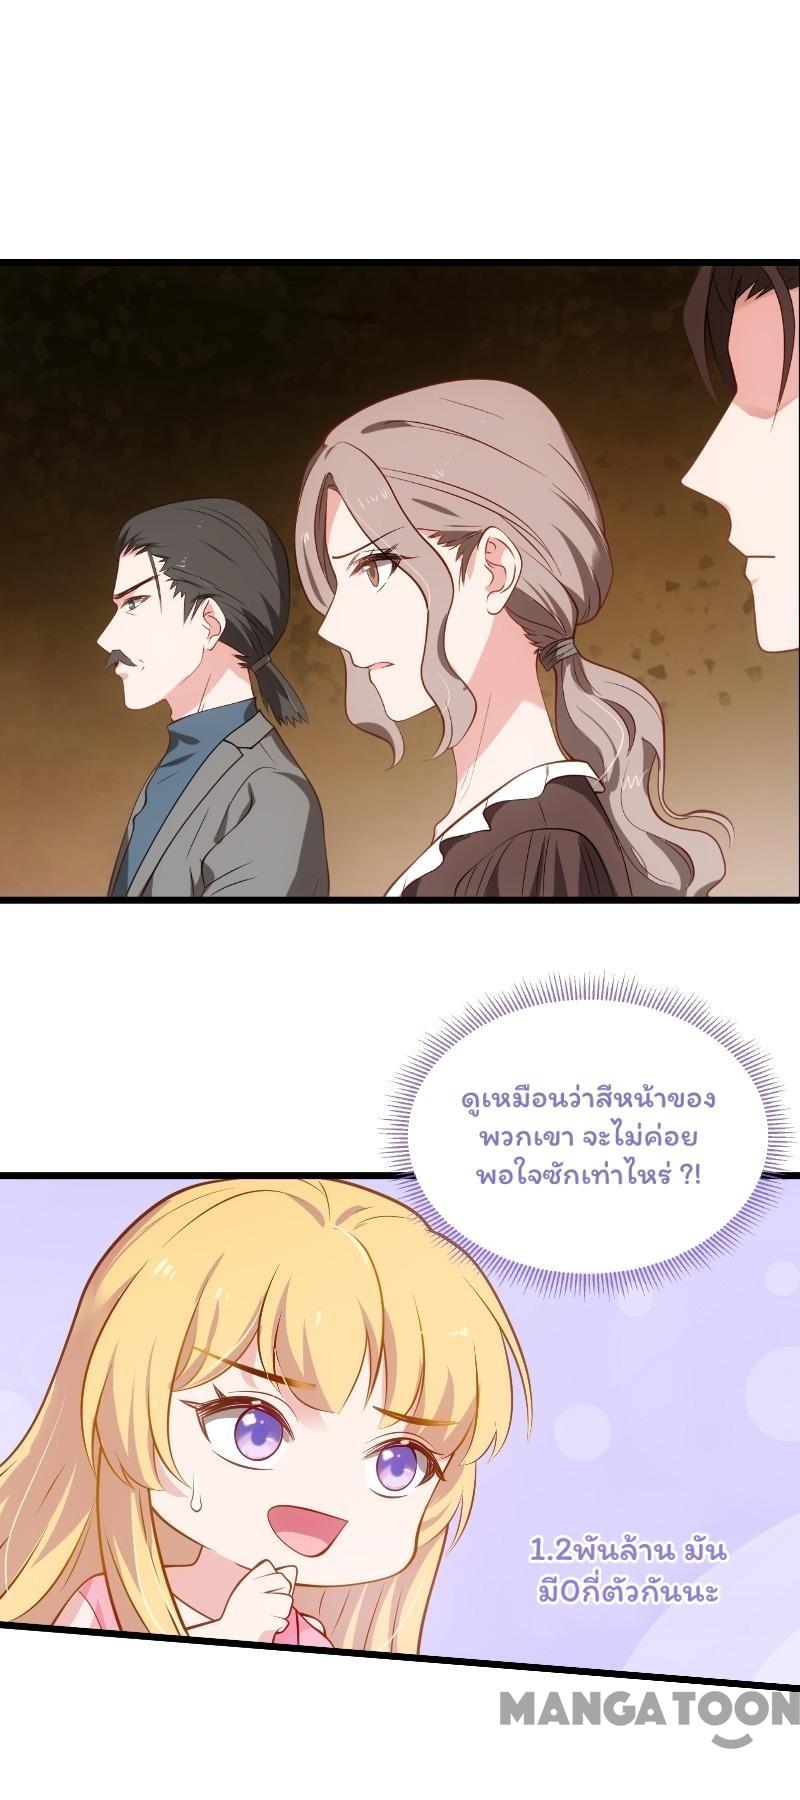 ดูเหมือนว่าสีหน้าของ
พวกเขา จะไม่ค่อย
พอใจซักเท่าไหร่ ?!
1.2พันล้าน มัน
มี0กี่ตัวกันนะ
MANGATOON